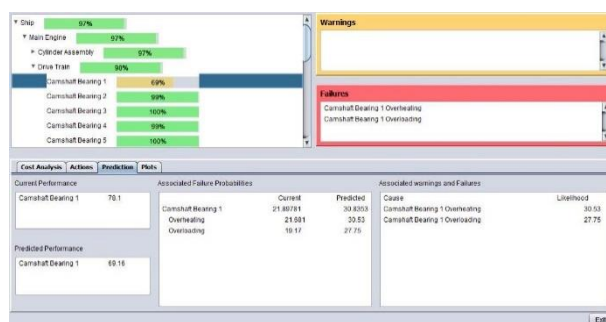 Ship 97%
Main Engine 97%
Cylinder Assembly 97%
Drive Train 90%
Camshaft Bearing 1 69%
Camshaft Bearing 2 99%
Camshaft Bearing 3 100%
Camshaft Bearing 4 99%
Camshaft Bearing 5 100%
Warnings
Failures
Camshaft Bearing 1 Overheating
Camshaft Bearing 1 Overloading
Cost Analysis Actions Prediction Plots
Current Performance
Camshaft Bearing 1 78.1
Predicted Performance
Camshaft Bearing 1 69.16
Associated Failure Probabilities
Current Predicted
Camshaft Bearing 1 21.89781 30.8353
Overheating 21.681 30.53
Overloading 19.17 27.75
Associated warnings and Failures
Cause Likelihood
Camshaft Bearing 1 Overheating 30.53
Camshaft Bearing 1 Overloading 27.75
Exit